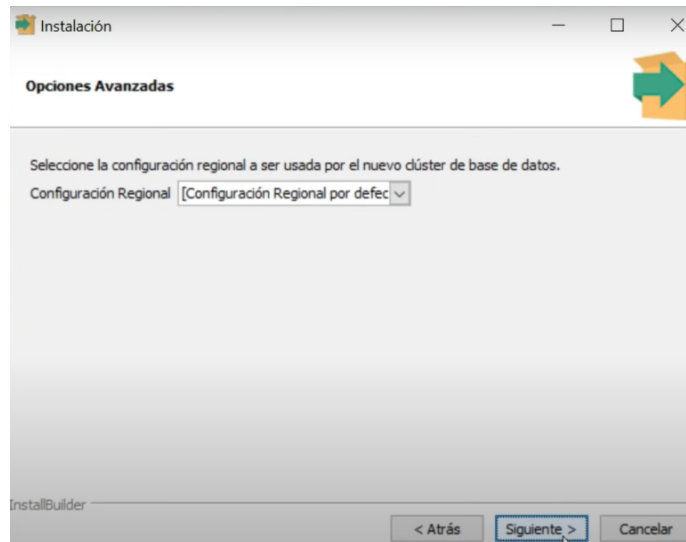 Instalación
Opciones Avanzadas
Seleccione la configuración regional a ser usada por el nuevo clúster de base de datos.
Configuración Regional [Configuración Regional por defec
InstallBuilder
< Atrás Siguiente > Cancelar